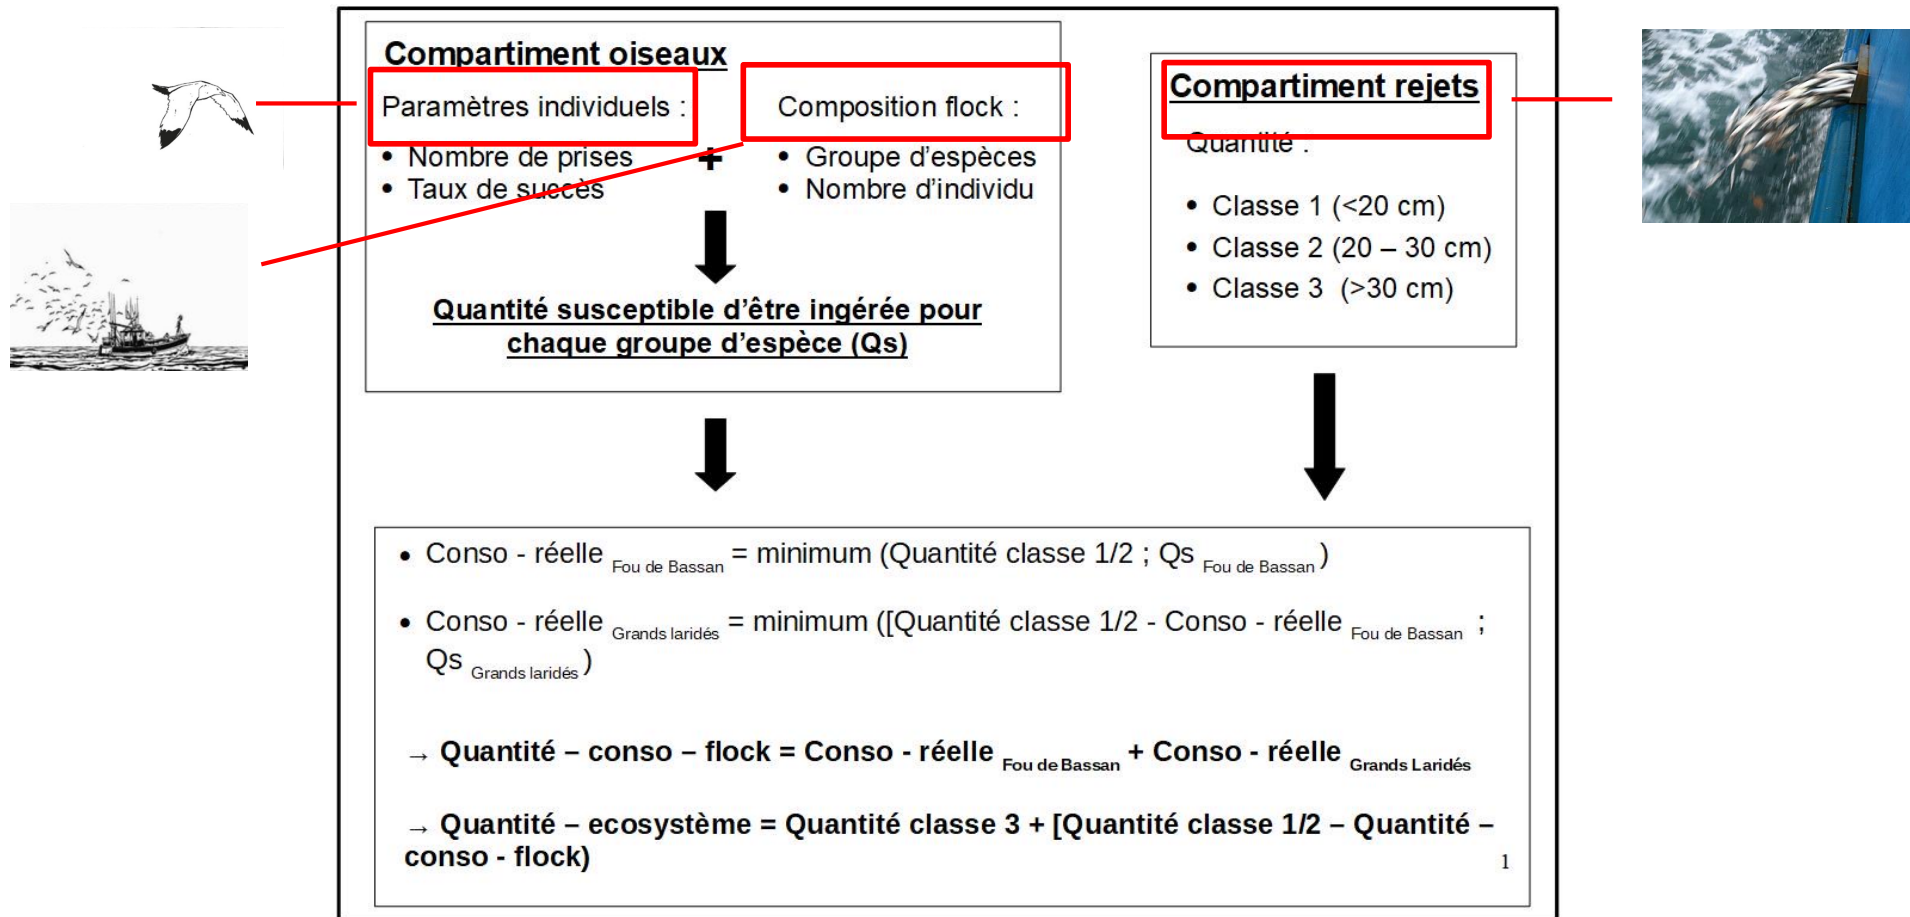 Compartiment oiseaux
Paramètres individuels :
• Nombre de prises
• Taux de succès
+
Composition flock :
• Groupe d'espèces
• Nombre d'individu
Quantité susceptible d'être ingérée pour
chaque groupe d'espèce (Qs)
Compartiment rejets
Quantité :
• Classe 1 (<20 cm)
• Classe 2 (20 – 30 cm)
• Classe 3 (>30 cm)
• Conso - réelle Fou de Bassan = minimum (Quantité classe 1/2 ; Qs Fou de Bassan )
• Conso - réelle Grands laridés = minimum ([Quantité classe 1/2 - Conso - réelle Fou de Bassan ;
Qs Grands laridés )
→ Quantité – conso – flock = Conso - réelle Fou de Bassan + Conso - réelle Grands Laridés
→ Quantité – ecosystème = Quantité classe 3 + [Quantité classe 1/2 – Quantité –
conso - flock)
1